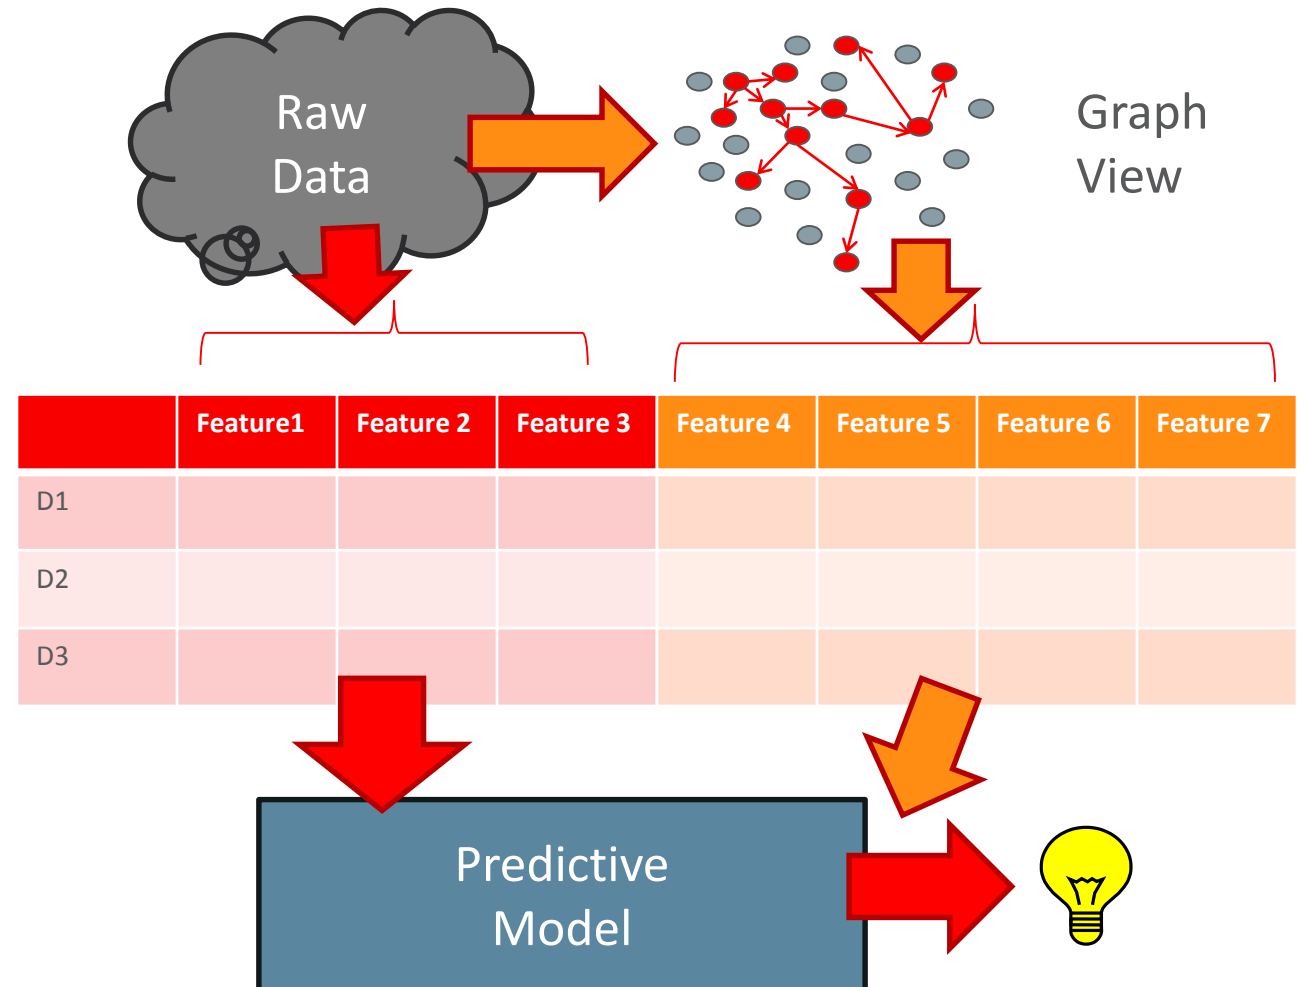 Raw
Data
Graph
View
Feature1 Feature 2 Feature 3 Feature 4 Feature 5 Feature 6 Feature 7
D1
D2
D3
Predictive
Model